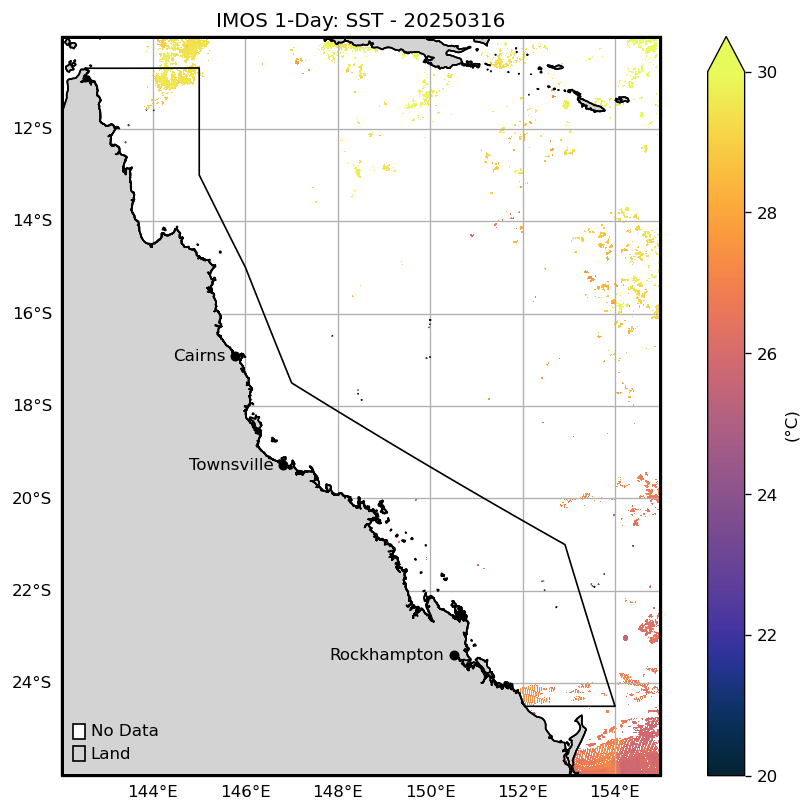 IMOS 1-Day: SST - 20250316
30
12°S
28
14°S
16°S
26
Cairns
18°S
(°C)
Townsville
24
20°S
22°S
22
Rockhampton
24°S
No Data
Land
20
144°E 146°E 148°E 150°E 152°E 154°E